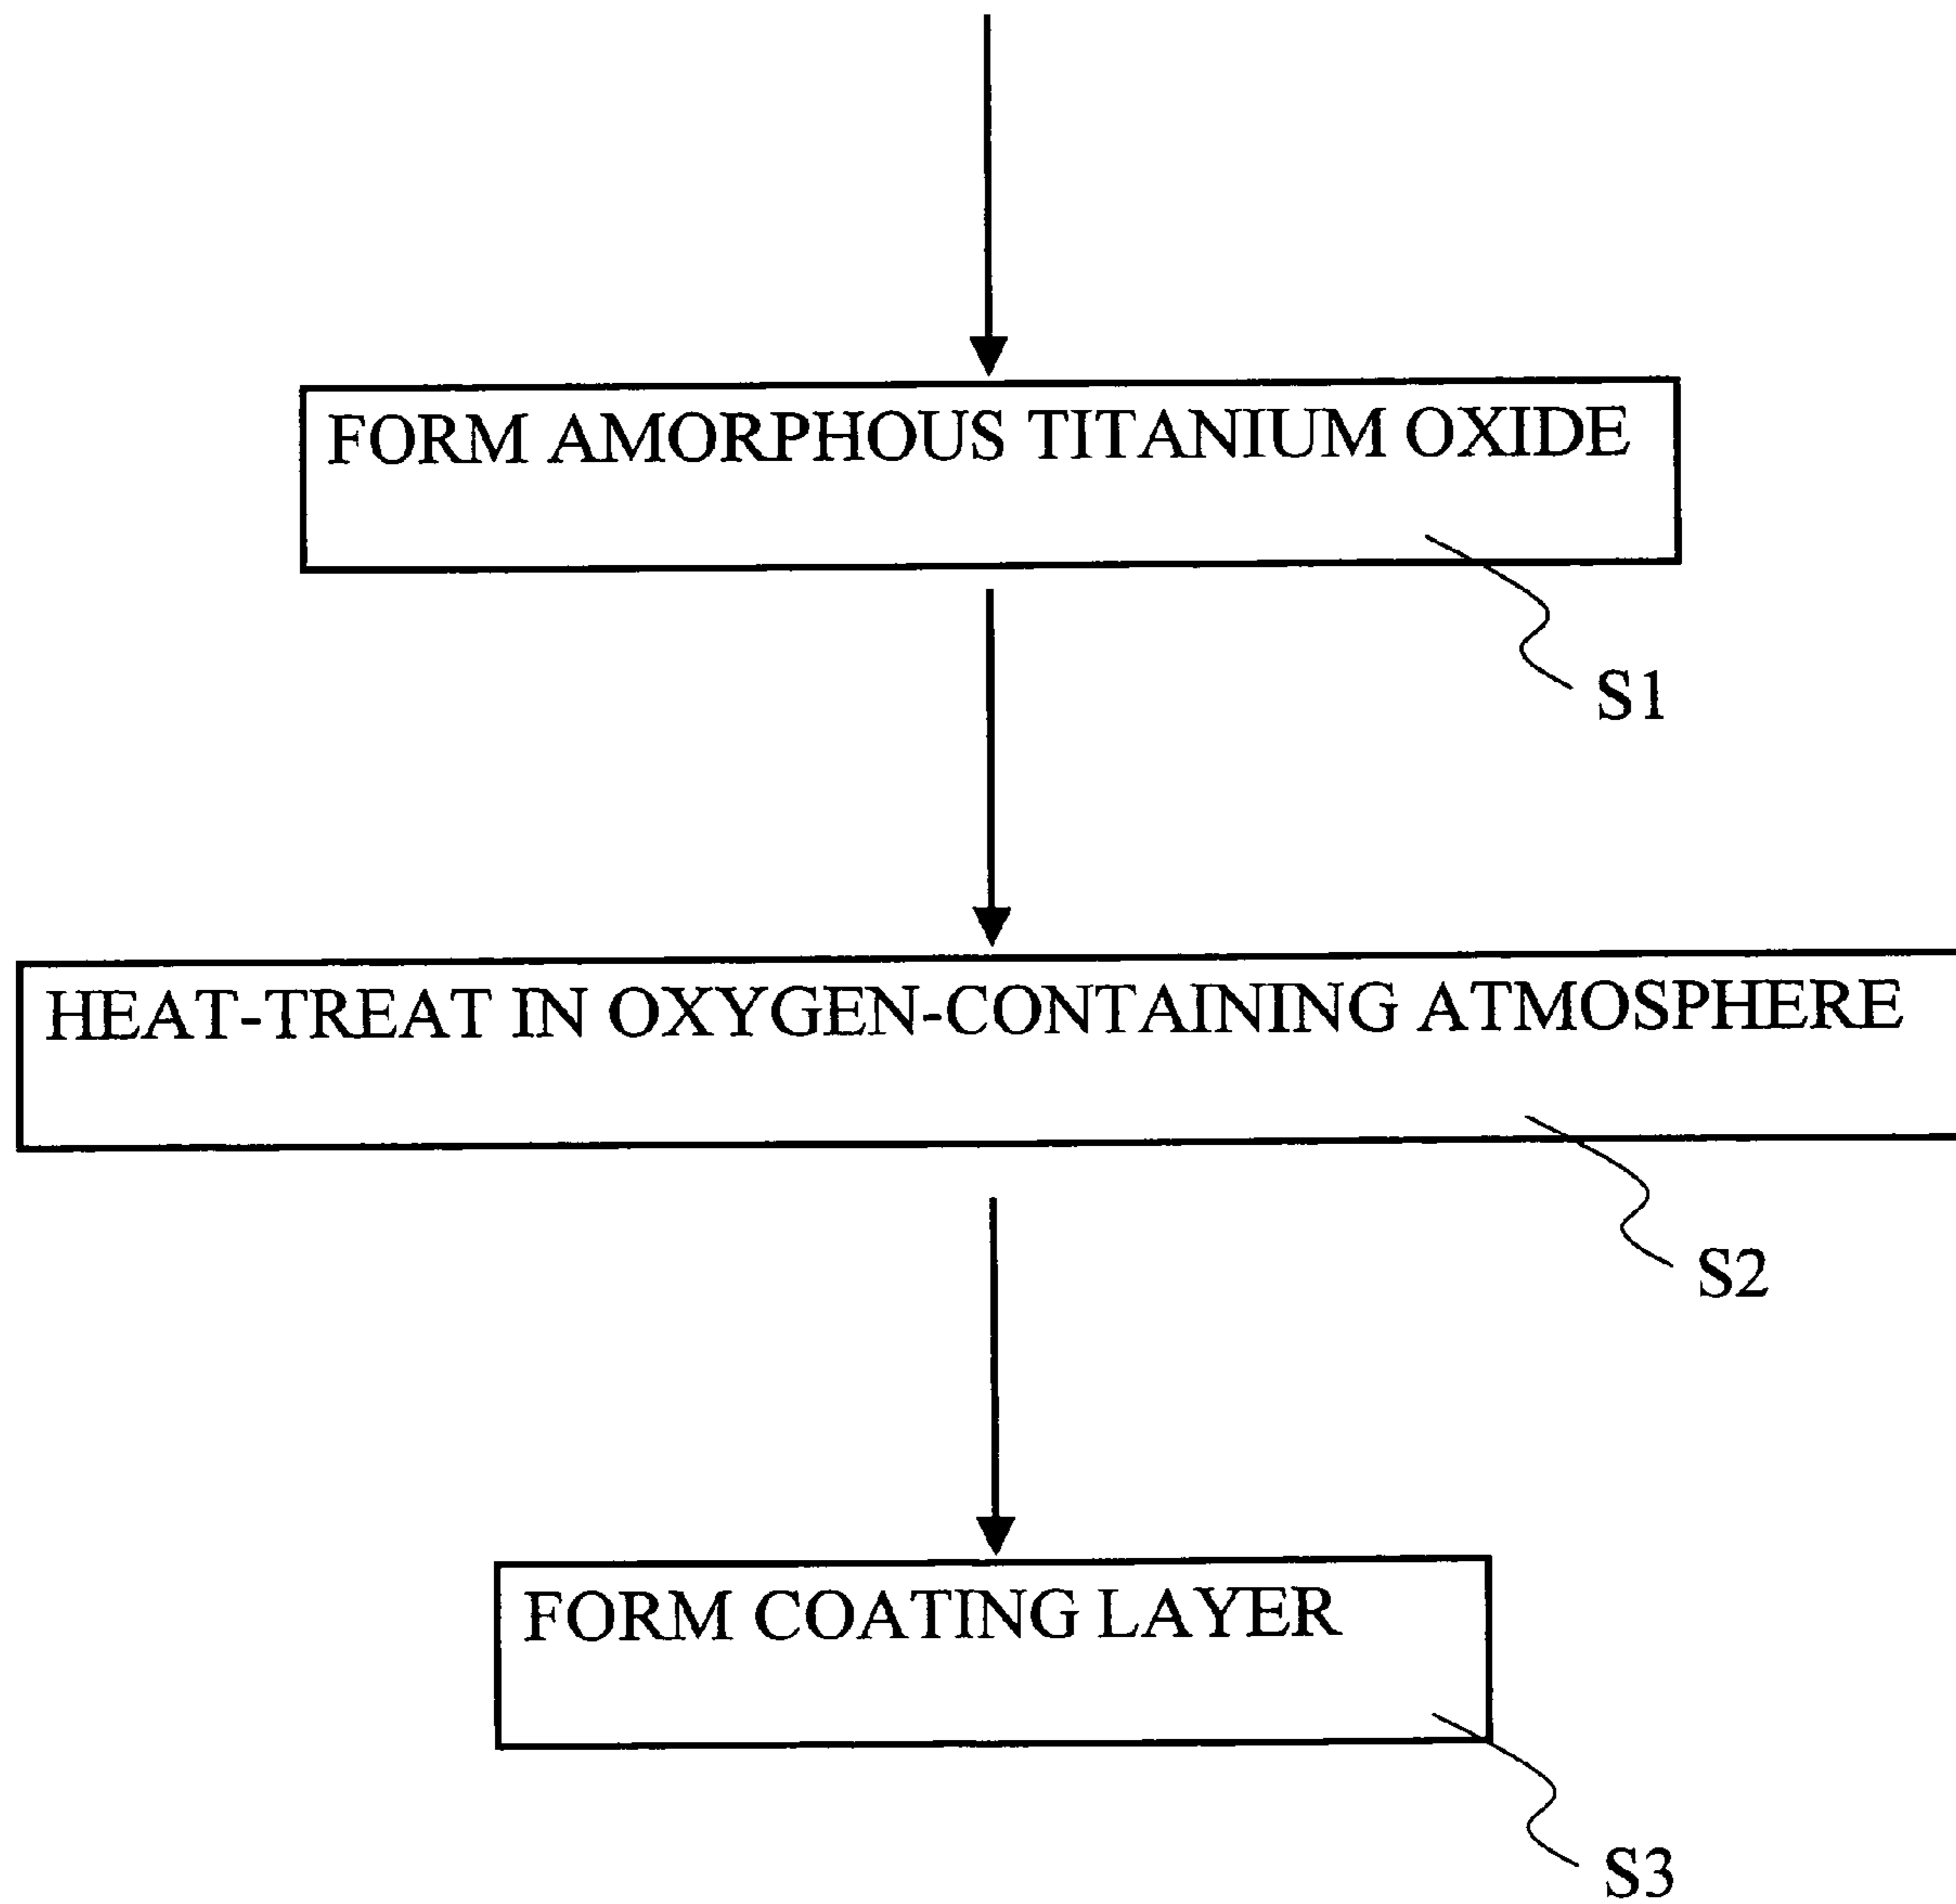 FORM AMORPHOUS TITANIUM OXIDE
S1
HEAT-TREAT IN OXYGEN-CONTAINING ATMOSPHERE
S2
FORM COATING LAYER
S3